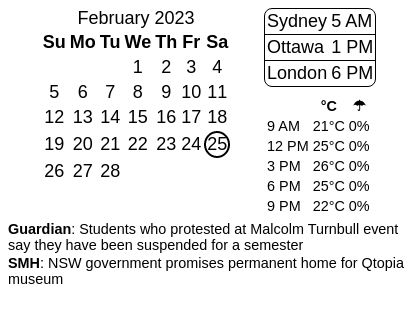 February 2023
Su Mo Tu We Th Fr Sa
1 2 3 4
5 6 7 8 9 10 11
12 13 14 15 16 17 18
19 20 21 22 23 24 25
26 27 28
Sydney 5 AM
Ottawa 1 PM
London 6 PM
°C ☂
9 AM 21°C 0%
12 PM 25°C 0%
3 PM 26°C 0%
6 PM 25°C 0%
9 PM 22°C 0%
Guardian: Students who protested at Malcolm Turnbull event
say they have been suspended for a semester
SMH: NSW government promises permanent home for Qtopia
museum